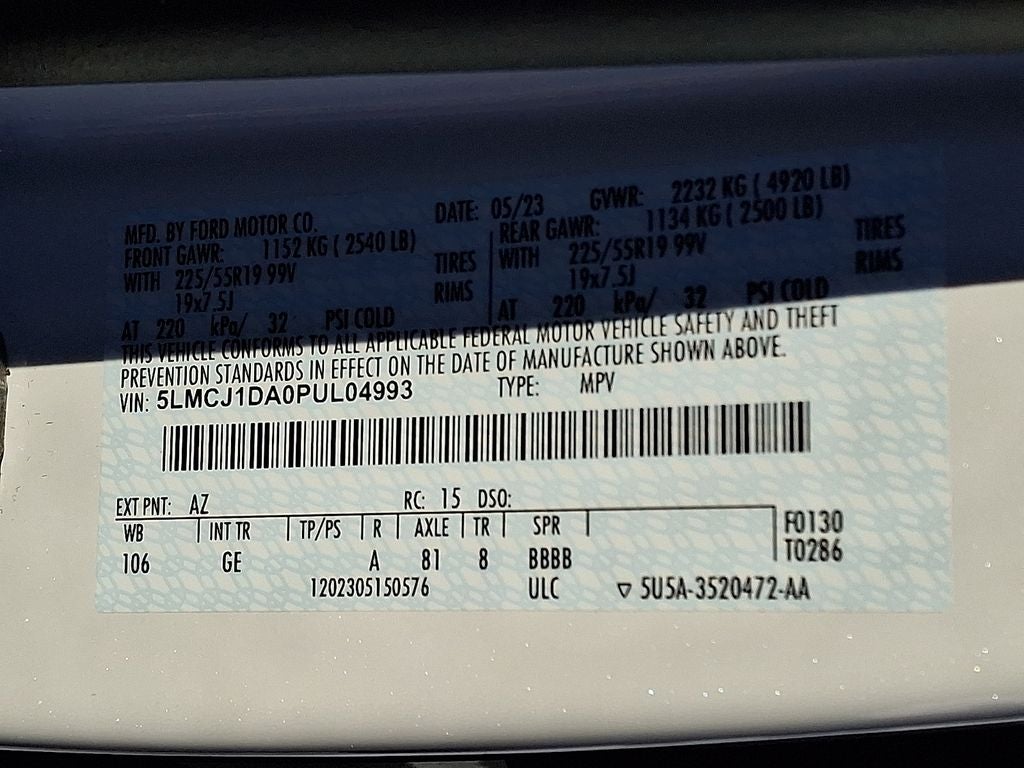 MFD. BY FORD MOTOR CO. DATE: 05/23 GVWR: 2232 KG ( 4920 LB)
FRONT GAWR: 1152 KG ( 2540 LB) REAR GAWR: 1134 KG ( 2500 LB)
WITH 225/55R19 99V TIRES WITH 225/55R19 99V TIRES
19x7.5J RIMS 19x7.5J RIMS
AT 220 kPa/ 32 PSI COLD AT 220 kPa/ 32 PSI COLD
THIS VEHICLE CONFORMS TO ALL APPLICABLE FEDERAL MOTOR VEHICLE SAFETY AND THEFT
PREVENTION STANDARDS IN EFFECT ON THE DATE OF MANUFACTURE SHOWN ABOVE.
VIN: 5LMCJ1DA0PUL04993 TYPE: MPV
EXT PNT: AZ RC: 15 DSO:
WB INT TR TP/PS R AXLE TR SPR F0130
106 GE A 81 8 BBBB T0286
1202305150576 ULC ▽ 5U5A-3520472-AA